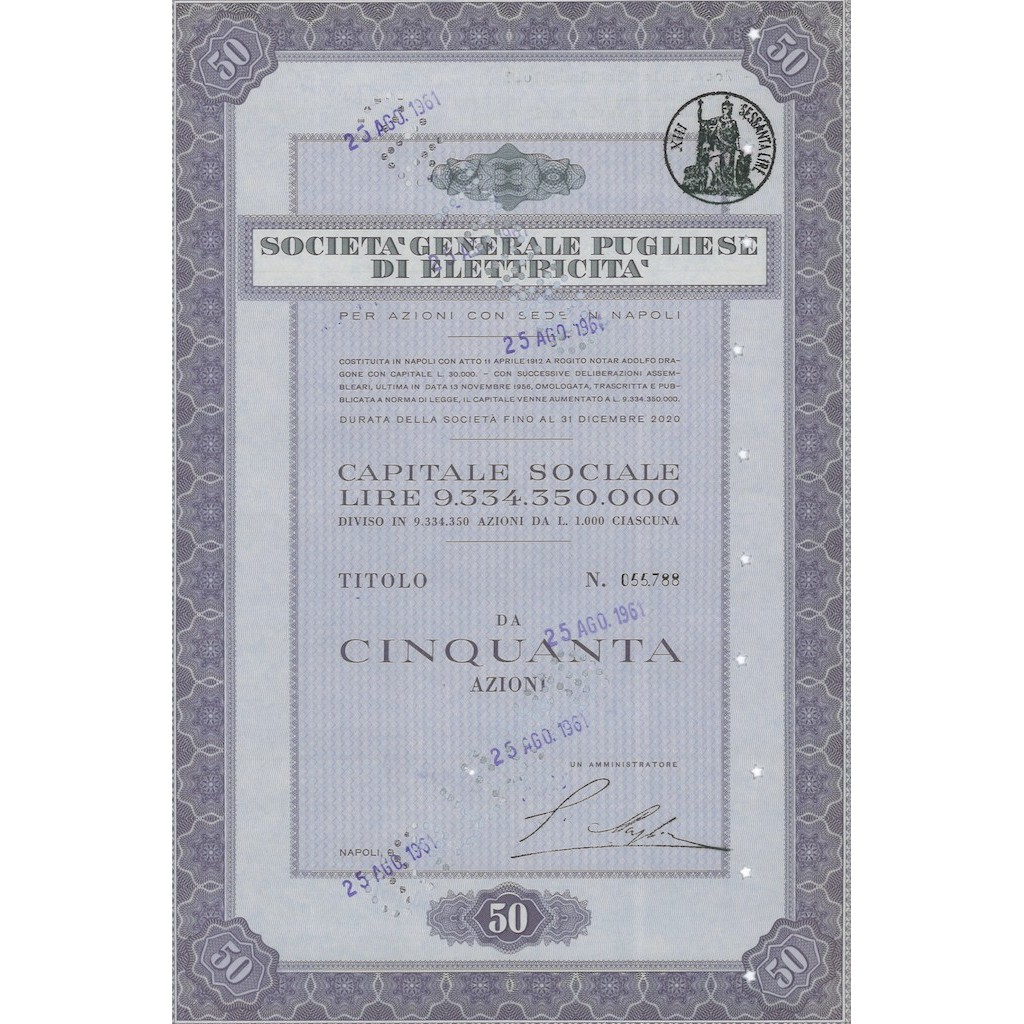 50
50
25 AGO. 1961
XIII
SESSANTA LIRE
SOCIETA' GENERALE PUGLIESE
DI ELETTRICITA'
PER AZIONI CON SEDE IN NAPOLI
25 AGO. 1961
COSTITUITA IN NAPOLI CON ATTO 11 APRILE 1912 A ROGITO NOTAR ADOLFO DRA-
GONE CON CAPITALE L. 30.000. - CON SUCCESSIVE DELIBERAZIONI ASSEM-
BLEARI, ULTIMA IN DATA 13 NOVEMBRE 1956, OMOLOGATA, TRASCRITTA E PUB-
BLICATA A NORMA DI LEGGE, IL CAPITALE VENNE AUMENTATO A L. 9.334.350.000.
DURATA DELLA SOCIETÀ FINO AL 31 DICEMBRE 2020
CAPITALE SOCIALE
LIRE 9.334.350.000
DIVISO IN 9.334.350 AZIONI DA L. 1.000 CIASCUNA
TITOLO N. 055.788
DA
25 AGO. 1961
CINQUANTA
AZIONI
25 AGO. 1961
UN AMMINISTRATORE
NAPOLI,
25 AGO. 1961
50
50
50